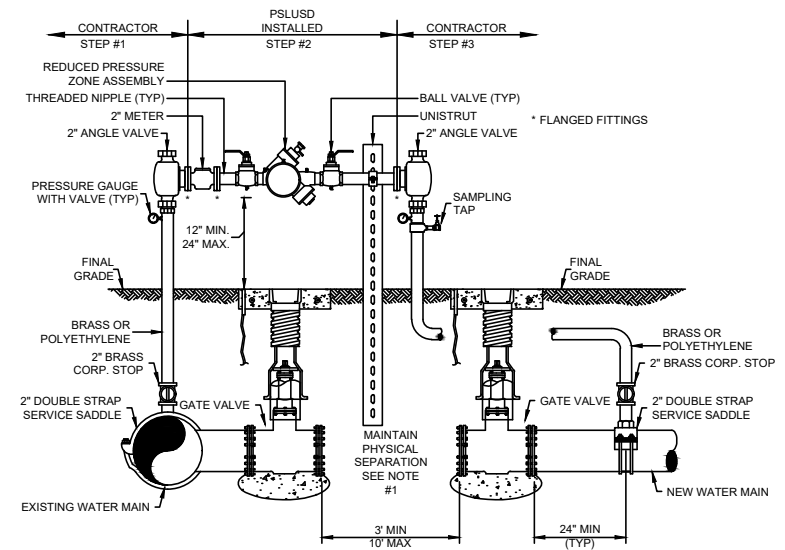 CONTRACTOR
STEP #1
PSLUSD
INSTALLED
STEP #2
CONTRACTOR
STEP #3
REDUCED PRESSURE
ZONE ASSEMBLY
THREADED NIPPLE (TYP)
2" METER
2" ANGLE VALVE
BALL VALVE (TYP)
UNISTRUT
2" ANGLE VALVE
* FLANGED FITTINGS
PRESSURE GAUGE
WITH VALVE (TYP)
*
*
*
SAMPLING
TAP
12" MIN.
24" MAX.
FINAL
GRADE
FINAL
GRADE
BRASS OR
POLYETHYLENE
2" BRASS
CORP. STOP
2" DOUBLE STRAP
SERVICE SADDLE
GATE VALVE
EXISTING WATER MAIN
MAINTAIN
PHYSICAL
SEPARATION
SEE NOTE
#1
GATE VALVE
BRASS OR
POLYETHYLENE
2" BRASS CORP. STOP
2" DOUBLE STRAP
SERVICE SADDLE
NEW WATER MAIN
3' MIN
10' MAX
24" MIN
(TYP)